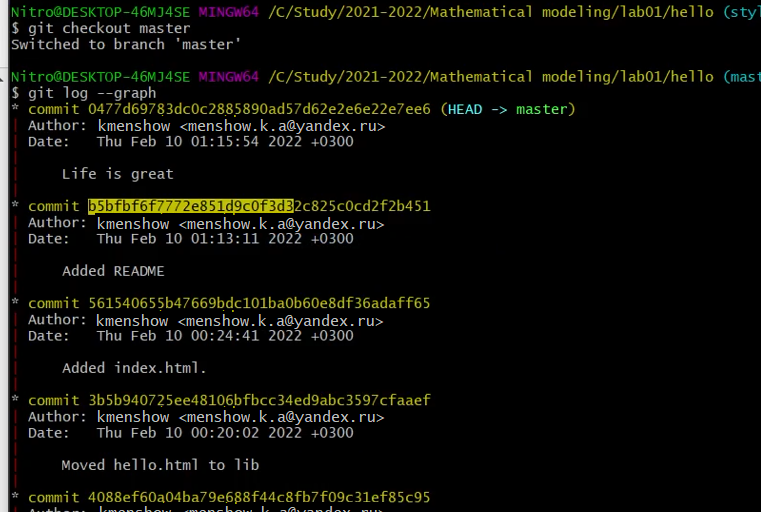 Nitro@DESKTOP-46MJ4SE MINGW64 /C/Study/2021-2022/Mathematical modeling/lab01/hello (styl
$ git checkout master
Switched to branch 'master'
Nitro@DESKTOP-46MJ4SE MINGW64 /C/Study/2021-2022/Mathematical modeling/lab01/hello (mast
$ git log --graph
* commit 0477d69783dc0c2885890ad57d62e2e6e22e7ee6 (HEAD -> master)
| Author: kmenshow <menshow.k.a@yandex.ru>
| Date:   Thu Feb 10 01:15:54 2022 +0300
|
|     Life is great
|
* commit b5bfbf6f7772e851d9c0f3d32c825c0cd2f2b451
| Author: kmenshow <menshow.k.a@yandex.ru>
| Date:   Thu Feb 10 01:13:11 2022 +0300
|
|     Added README
|
* commit 561540655b47669bdc101ba0b60e8df36adaff65
| Author: kmenshow <menshow.k.a@yandex.ru>
| Date:   Thu Feb 10 00:24:41 2022 +0300
|
|     Added index.html.
|
* commit 3b5b940725ee48106bfbcc34ed9abc3597cfaaef
| Author: kmenshow <menshow.k.a@yandex.ru>
| Date:   Thu Feb 10 00:20:02 2022 +0300
|
|     Moved hello.html to lib
|
* commit 4088ef60a04ba79e688f44c8fb7f09c31ef85c95